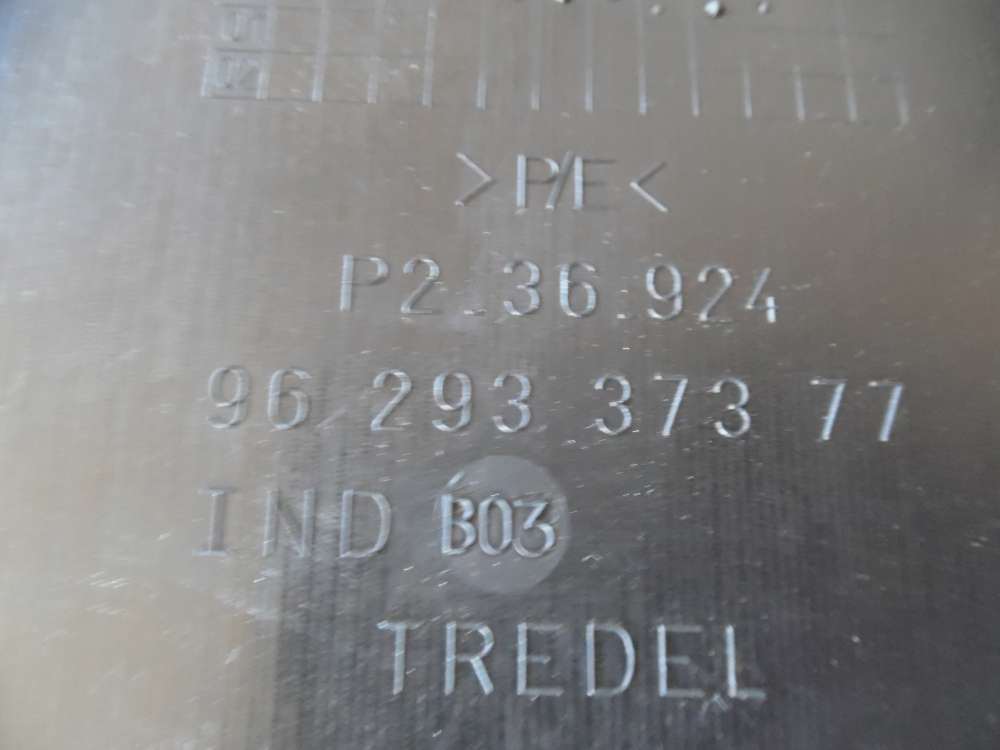 >P/E<
P2.36.924
96 293 373 77
IND B03
TREDEL